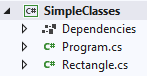 C# SimpleClasses
Dependencies
C# Program.cs
C# Rectangle.cs